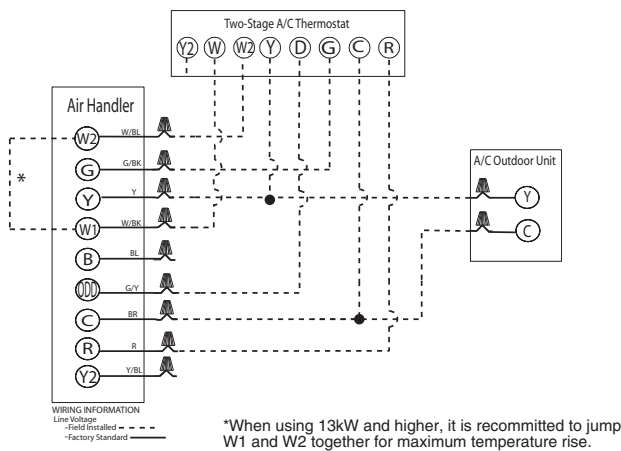 Two-Stage A/C Thermostat
Y2 W W2 Y D G C R
Air Handler
W2 W/BL
G G/BK
Y Y
W1 W/BK
B BL
ODD G/Y
C BR
R R
Y2 Y/BL
*
A/C Outdoor Unit
Y
C
WIRING INFORMATION
Line Voltage
-Field Installed
-Factory Standard
*When using 13kW and higher, it is recommitted to jump
W1 and W2 together for maximum temperature rise.